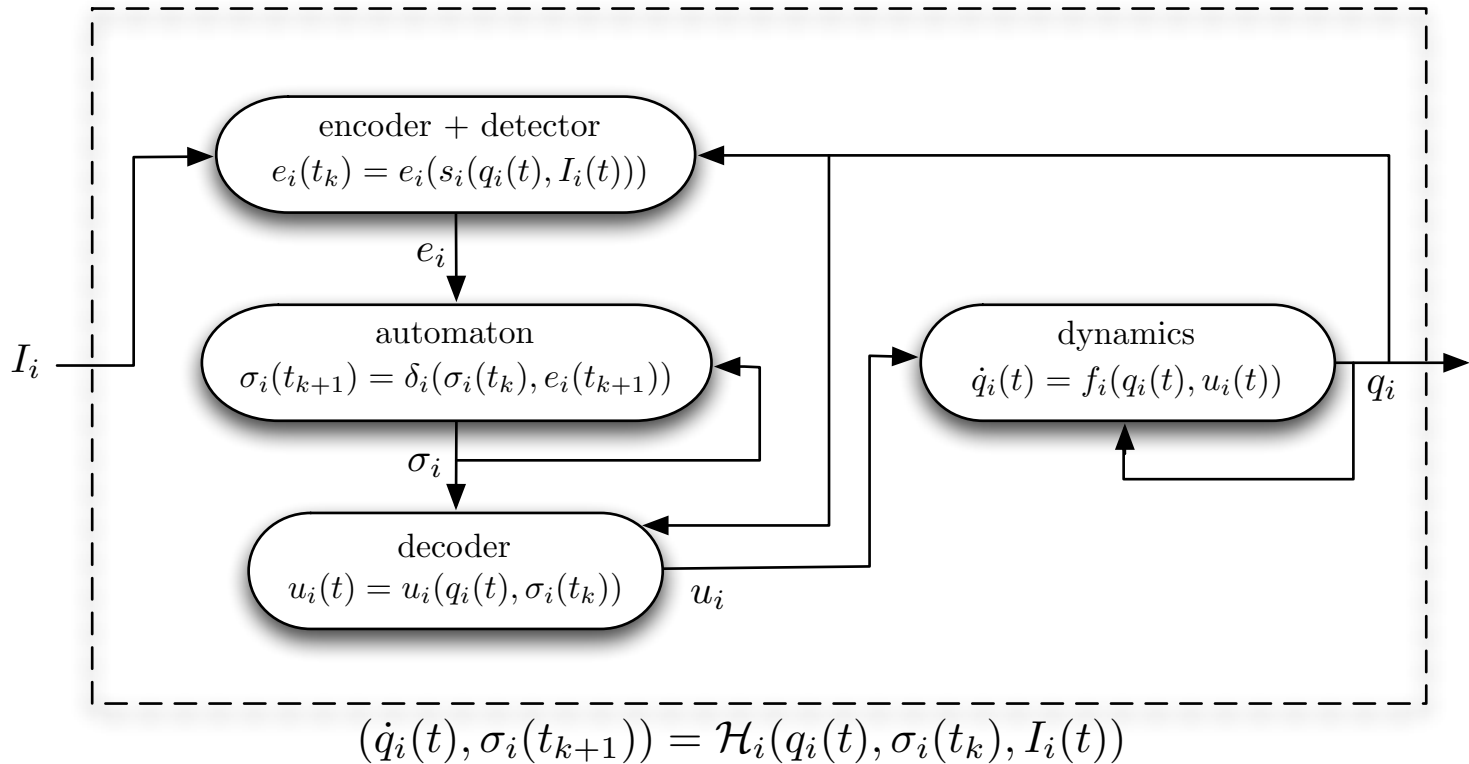 encoder + detector
e_i(t_k) = e_i(s_i(q_i(t), I_i(t)))
e_i
automaton
σ_i(t_{k+1}) = δ_i(σ_i(t_k), e_i(t_{k+1}))
I_i
dynamics
q̇_i(t) = f_i(q_i(t), u_i(t))
q_i
σ_i
decoder
u_i(t) = u_i(q_i(t), σ_i(t_k))
u_i
(q̇_i(t), σ_i(t_{k+1})) = ℋ_i(q_i(t), σ_i(t_k), I_i(t))